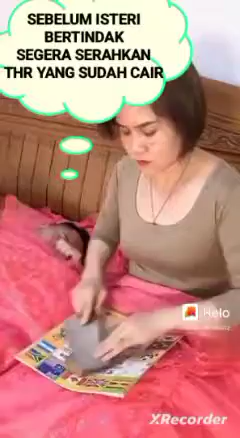 SEBELUM ISTERI
BERTINDAK
SEGERA SERAHKAN
THR YANG SUDAH CAIR
Helo
XRecorder